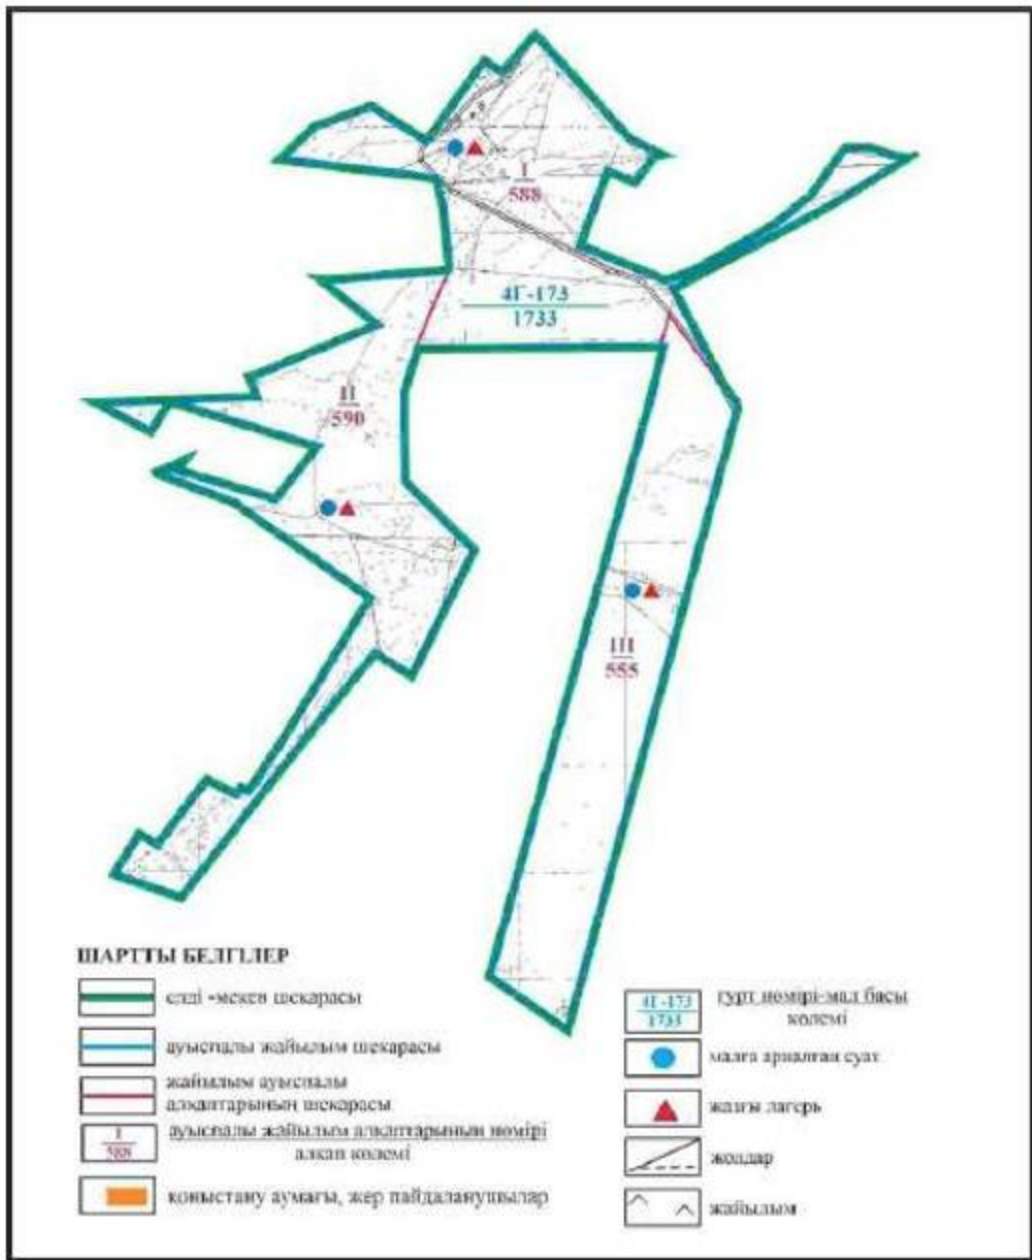 I
588
4Г-173
1733
II
590
III
555
ШАРТТЫ БЕЛГІЛЕР
елді -мекен шекарасы
ауыспалы жайылым шекарасы
жайылым ауыспалы
алқаптарының шекарасы
I
588
ауыспалы жайылым алқаптарының нөмірі
алқап көлемі
қоныстану аумағы, жер пайдаланушылар
4Г-173
1733
гурт нөмірі-мал басы
көлемі
малға арналған суат
жазғы лагерь
жолдар
жайылым